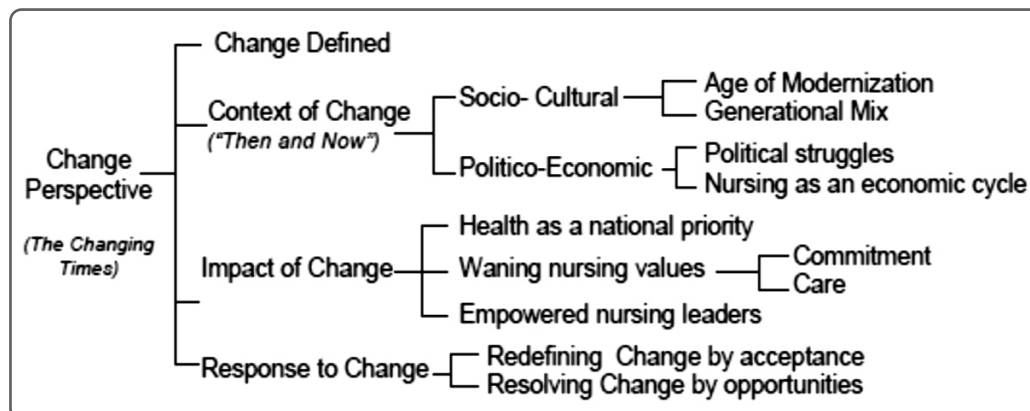 Change Defined
Context of Change
("Then and Now")
Socio- Cultural
Age of Modernization
Generational Mix
Politico-Economic
Political struggles
Nursing as an economic cycle
Change
Perspective
(The Changing
Times)
Impact of Change
Health as a national priority
Waning nursing values
Commitment
Care
Empowered nursing leaders
Response to Change
Redefining Change by acceptance
Resolving Change by opportunities